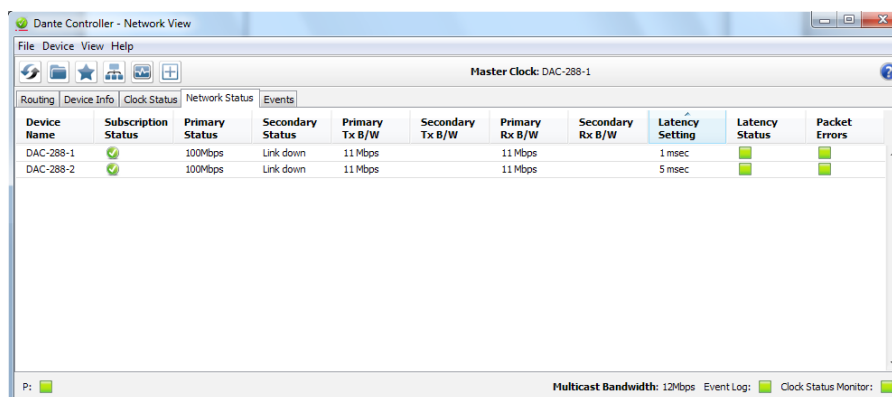 Dante Controller - Network View
File Device View Help
Master Clock: DAC-288-1
?
Routing Device Info Clock Status Network Status Events
Device Name Subscription Status Primary Status Secondary Status Primary Tx B/W Secondary Tx B/W Primary Rx B/W Secondary Rx B/W Latency Setting Latency Status Packet Errors
DAC-288-1 100Mbps Link down 11 Mbps 11 Mbps 1 msec
DAC-288-2 100Mbps Link down 11 Mbps 11 Mbps 5 msec
P: Multicast Bandwidth: 12Mbps Event Log: Clock Status Monitor: